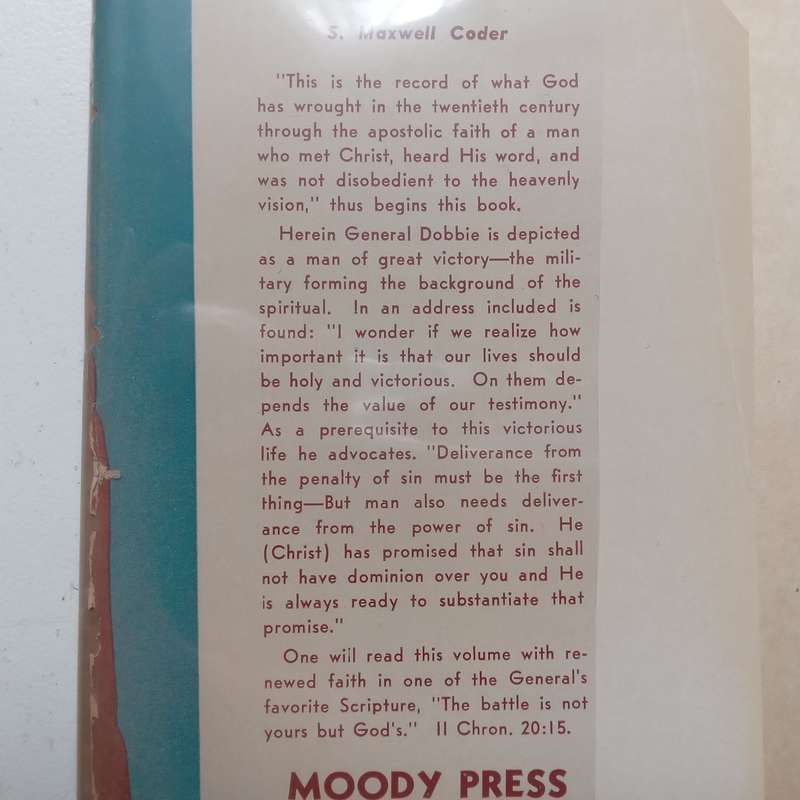 S. Maxwell Coder
"This is the record of what God
has wrought in the twentieth century
through the apostolic faith of a man
who met Christ, heard His word, and
was not disobedient to the heavenly
vision," thus begins this book.
Herein General Dobbie is depicted
as a man of great victory—the mili-
tary forming the background of the
spiritual. In an address included is
found: "I wonder if we realize how
important it is that our lives should
be holy and victorious. On them de-
pends the value of our testimony."
As a prerequisite to this victorious
life he advocates. "Deliverance from
the penalty of sin must be the first
thing—But man also needs deliver-
ance from the power of sin. He
(Christ) has promised that sin shall
not have dominion over you and He
is always ready to substantiate that
promise."
One will read this volume with re-
newed faith in one of the General's
favorite Scripture, "The battle is not
yours but God's." II Chron. 20:15.
MOODY PRESS